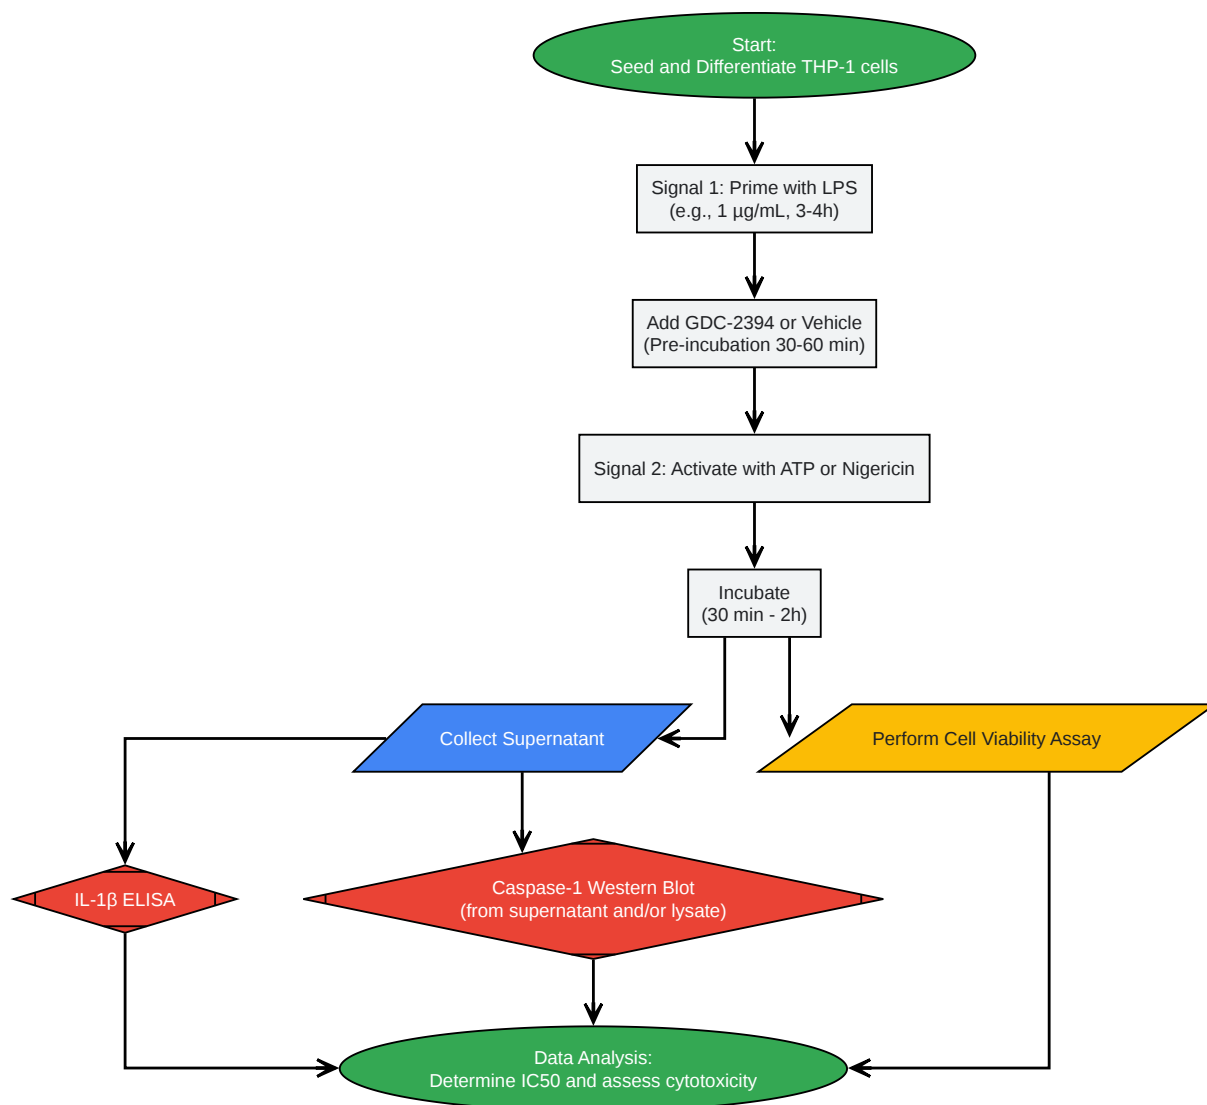 Start:
Seed and Differentiate THP-1 cells
Signal 1: Prime with LPS
(e.g., 1 µg/mL, 3-4h)
Add GDC-2394 or Vehicle
(Pre-incubation 30-60 min)
Signal 2: Activate with ATP or Nigericin
Incubate
(30 min - 2h)
Collect Supernatant
Perform Cell Viability Assay
IL-1β ELISA
Caspase-1 Western Blot
(from supernatant and/or lysate)
Data Analysis:
Determine IC50 and assess cytotoxicity